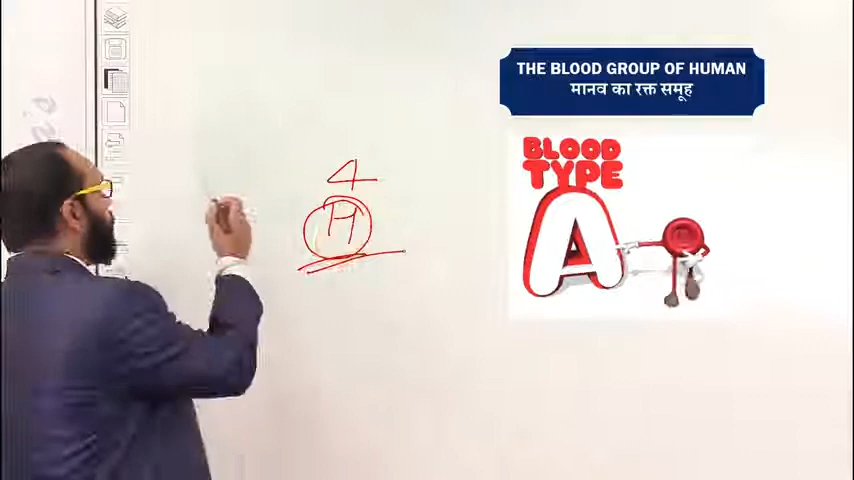 THE BLOOD GROUP OF HUMAN
मानव का रक्त समूह
BLOOD
TYPE
A
4
H